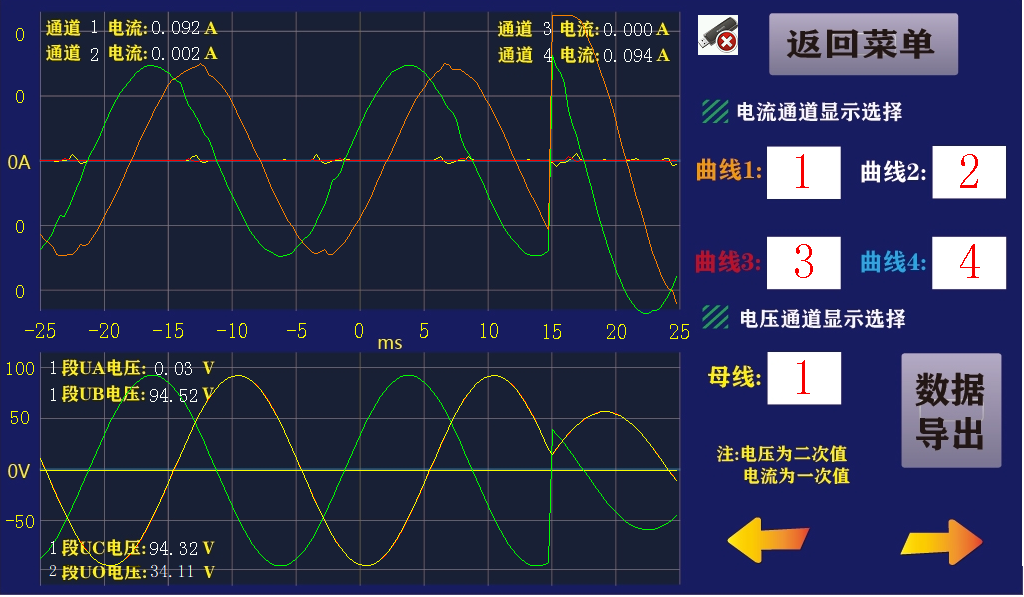 通道 1 电流:0.092 A
通道 2 电流:0.002 A
通道 3 电流:0.000 A
通道 4 电流:0.094 A
0
0
0A
0
0
-25 -20 -15 -10 -5 0 5 10 15 20 25
ms
1 段UA电压: 0.03 V
1 段UB电压:94.52 V
100
50
0V
-50
1 段UC电压:94.32 V
2 段UO电压:34.11 V
返回菜单
电流通道显示选择
曲线1: 1 曲线2: 2
曲线3: 3 曲线4: 4
电压通道显示选择
母线: 1
数据
导出
注:电压为二次值
电流为一次值